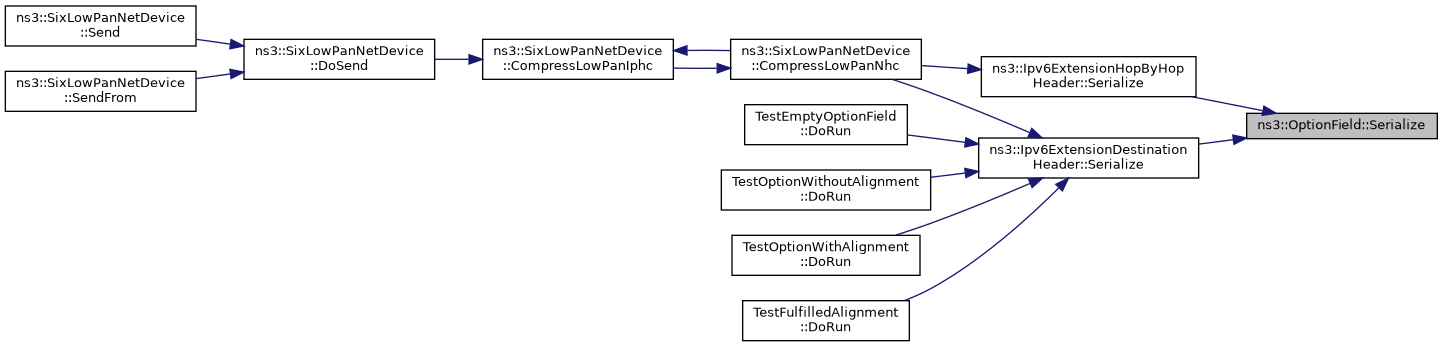 ns3::SixLowPanNetDevice
::Send
ns3::SixLowPanNetDevice
::SendFrom
ns3::SixLowPanNetDevice
::DoSend
ns3::SixLowPanNetDevice
::CompressLowPanIphc
ns3::SixLowPanNetDevice
::CompressLowPanNhc
TestEmptyOptionField
::DoRun
TestOptionWithoutAlignment
::DoRun
TestOptionWithAlignment
::DoRun
TestFulfilledAlignment
::DoRun
ns3::Ipv6ExtensionHopByHop
Header::Serialize
ns3::Ipv6ExtensionDestination
Header::Serialize
ns3::OptionField::Serialize